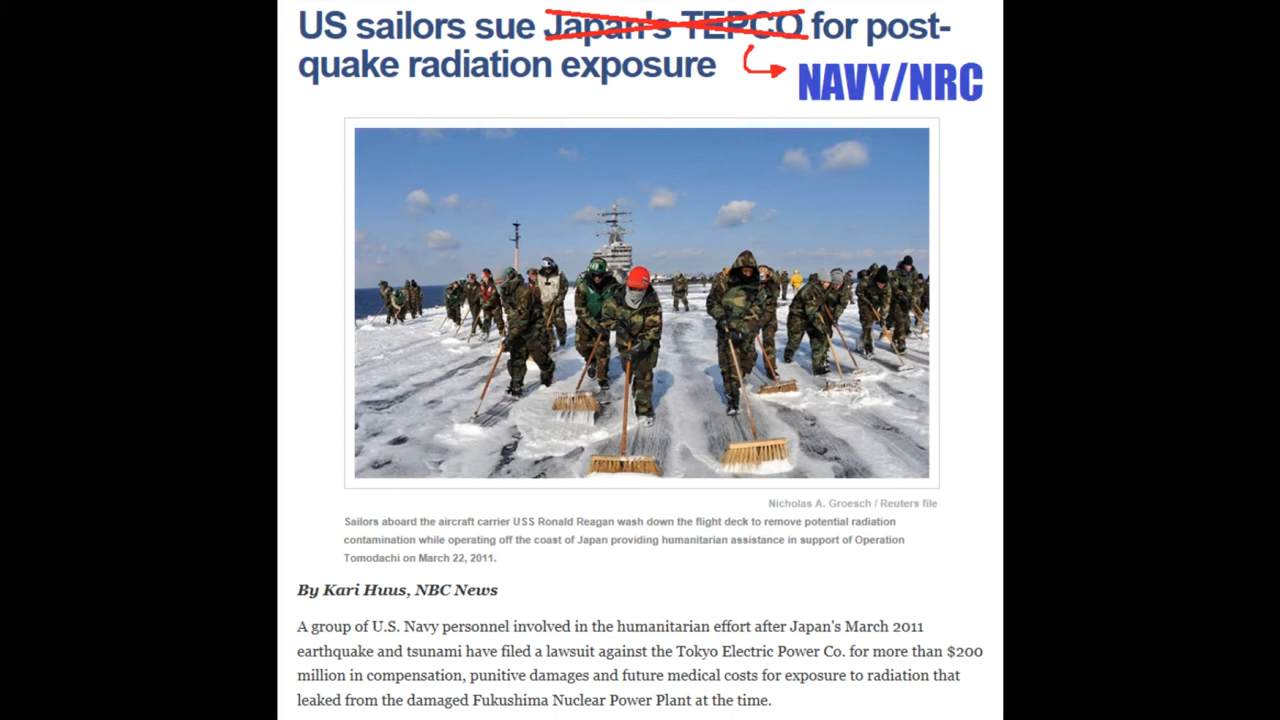 US sailors sue Japan's TEPCO for post-
quake radiation exposure
NAVY/NRC
Nicholas A. Groesch / Reuters file
Sailors aboard the aircraft carrier USS Ronald Reagan wash down the flight deck to remove potential radiation
contamination while operating off the coast of Japan providing humanitarian assistance in support of Operation
Tomodachi on March 22, 2011.
By Kari Huus, NBC News
A group of U.S. Navy personnel involved in the humanitarian effort after Japan's March 2011
earthquake and tsunami have filed a lawsuit against the Tokyo Electric Power Co. for more than $200
million in compensation, punitive damages and future medical costs for exposure to radiation that
leaked from the damaged Fukushima Nuclear Power Plant at the time.